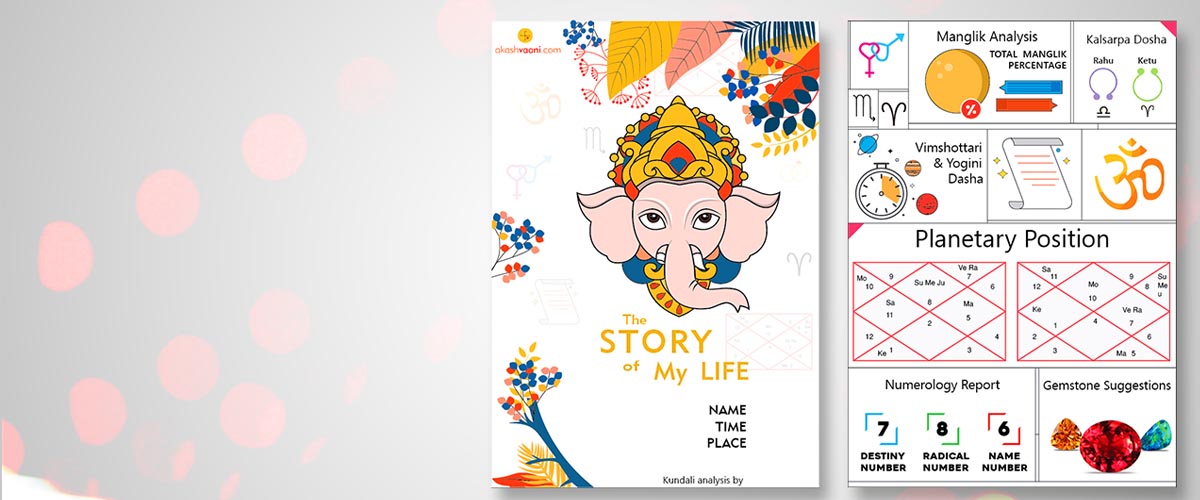 akashvaani.com
The
STORY
of My LIFE
NAME
TIME
PLACE
Kundali analysis by
Manglik Analysis
TOTAL MANGLIK
PERCENTAGE
%
Kalsarpa Dosha
Rahu Ketu
Vimshottari
& Yogini
Dasha
ॐ
Planetary Position
Mo 10
9
Su Me Ju
8
Ve Ra
7
6
Sa
11
Ma
5
2
12
Ke 1
3
4
Sa 11
12
Mo
10
9
8
Su
Me
u
Ke
1
4
Ve Ra
7
2
3
6
Ma 5
Numerology Report
7 8 6
DESTINY RADICAL NAME
NUMBER NUMBER NUMBER
Gemstone Suggestions